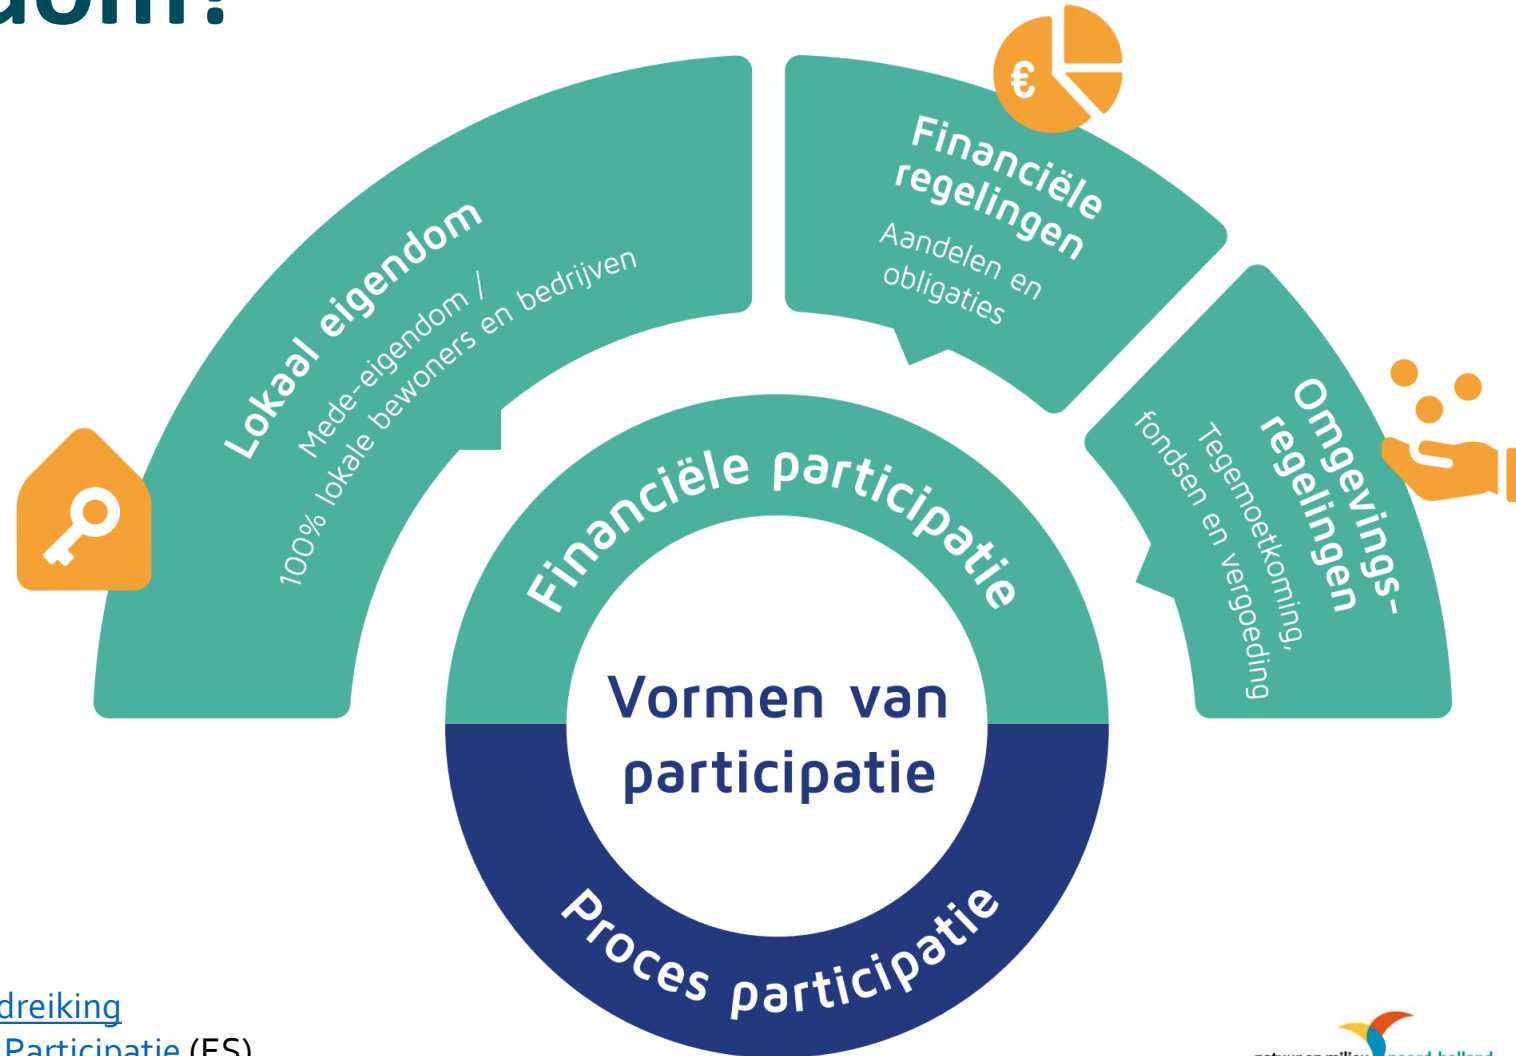 Lokaal eigendom
Mede-eigendom /
100% lokale bewoners en bedrijven
€
Financiële
regelingen
Aandelen en
obligaties
Omgevings-
regelingen
Tegemoetkoming,
fondsen en vergoeding
Financiële participatie
Vormen van
participatie
Proces participatie
dreiking
Participatie (ES)